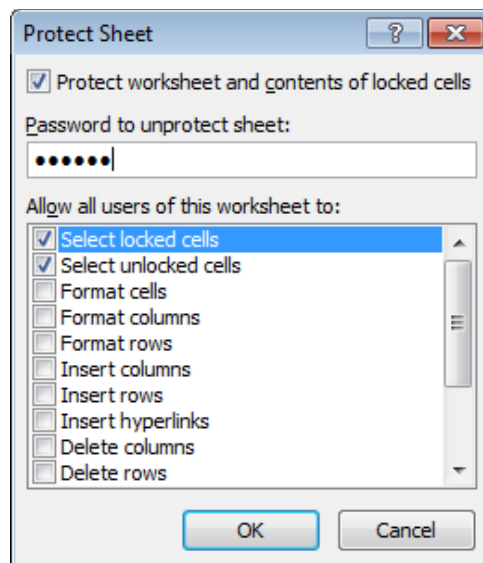 Protect Sheet
Protect worksheet and contents of locked cells
Password to unprotect sheet:
••••••
Allow all users of this worksheet to:
Select locked cells
Select unlocked cells
Format cells
Format columns
Format rows
Insert columns
Insert rows
Insert hyperlinks
Delete columns
Delete rows
OK Cancel